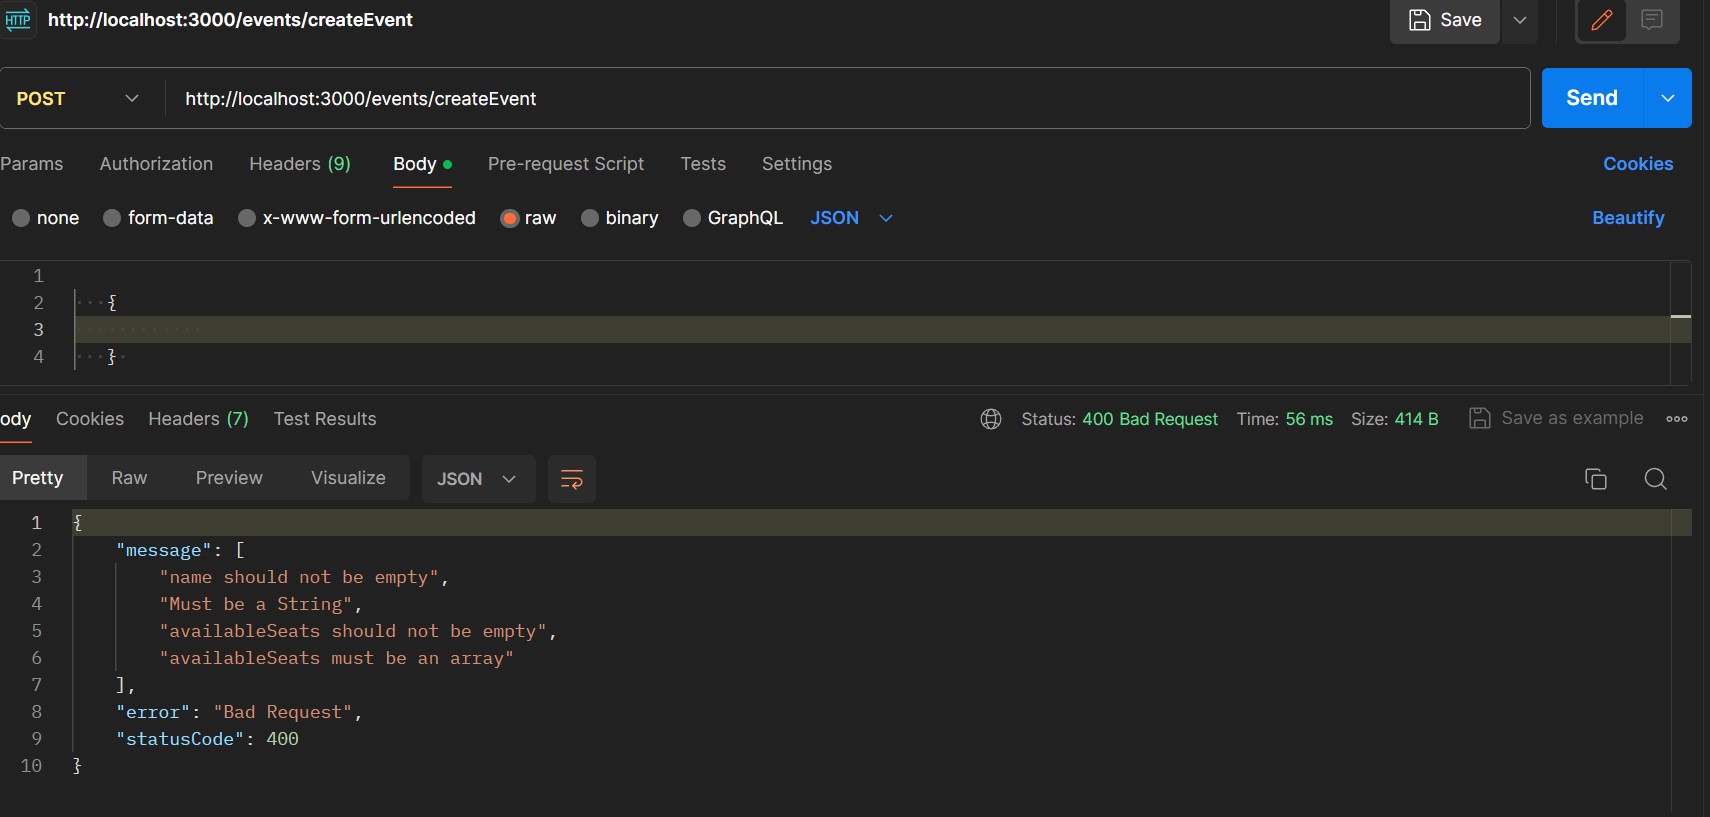 HTTP http://localhost:3000/events/createEvent Save
POST http://localhost:3000/events/createEvent Send
Params Authorization Headers (9) Body Pre-request Script Tests Settings Cookies
none form-data x-www-form-urlencoded raw binary GraphQL JSON Beautify
1
2 {
3
4 }
ody Cookies Headers (7) Test Results Status: 400 Bad Request Time: 56 ms Size: 414 B Save as example
Pretty Raw Preview Visualize JSON
1 {
2 "message": [
3 "name should not be empty",
4 "Must be a String",
5 "availableSeats should not be empty",
6 "availableSeats must be an array"
7 ],
8 "error": "Bad Request",
9 "statusCode": 400
10 }